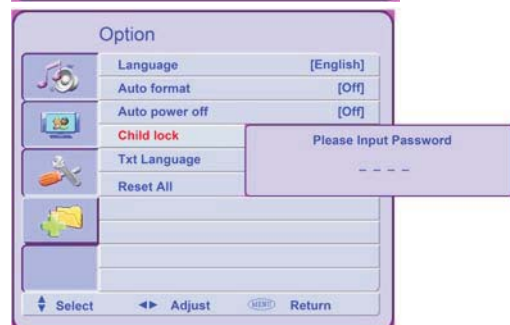 Option
Language [English]
Auto format [Off]
Auto power off [Off]
Child lock
Please Input Password
_ _ _ _
Txt Language
Reset All
Select Adjust MENU Return